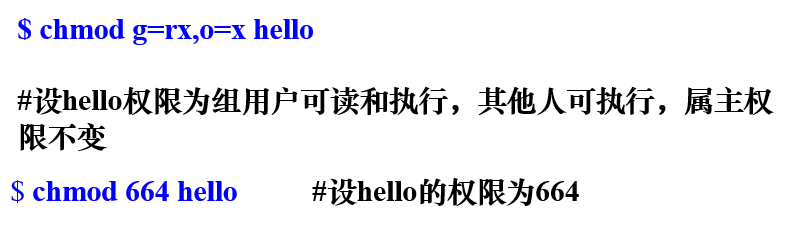 $ chmod g=rx,o=x hello
#设hello权限为组用户可读和执行，其他人可执行，属主权
限不变
$ chmod 664 hello #设hello的权限为664